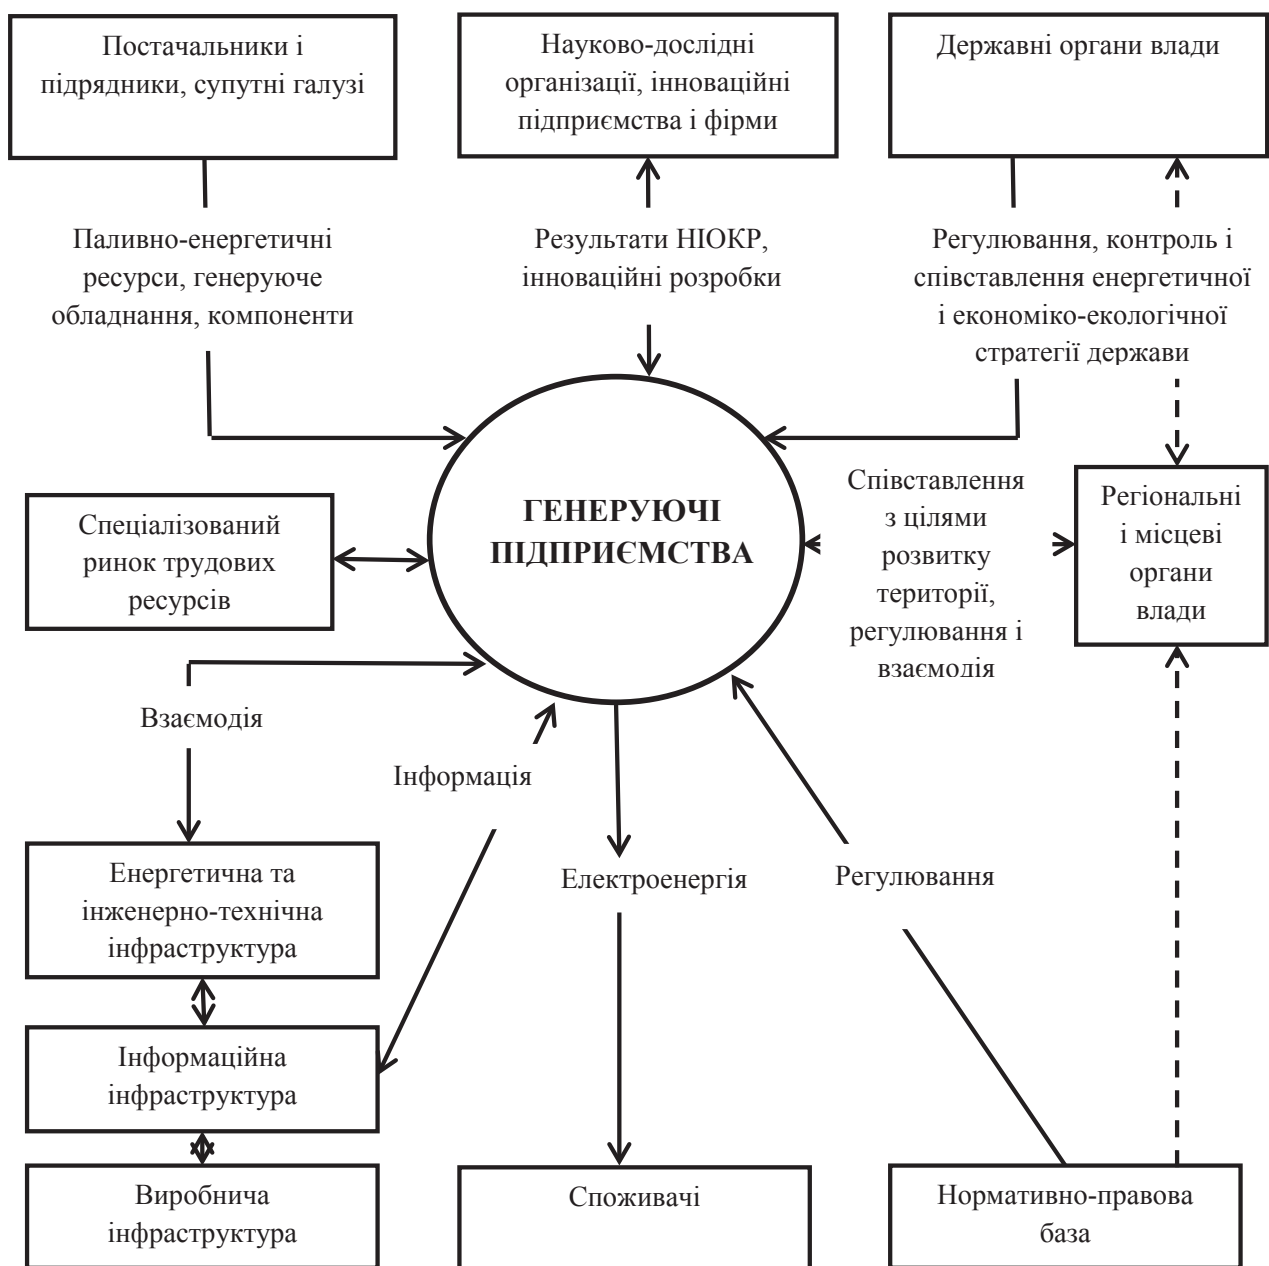 Постачальники і
підрядники, супутні галузі
Науково-дослідні
організації, інноваційні
підприємства і фірми
Державні органи влади
Паливно-енергетичні
ресурси, генеруюче
обладнання, компоненти
Результати НІОКР,
інноваційні розробки
Регулювання, контроль і
співставлення енергетичної
і економіко-екологічної
стратегії держави
Спеціалізований
ринок трудових
ресурсів
ГЕНЕРУЮЧІ
ПІДПРИЄМСТВА
Співставлення
з цілями
розвитку
території,
регулювання і
взаємодія
Регіональні
і місцеві
органи
влади
Взаємодія
Інформація
Електроенергія
Регулювання
Енергетична та
інженерно-технічна
інфраструктура
Інформаційна
інфраструктура
Виробнича
інфраструктура
Споживачі
Нормативно-правова
база